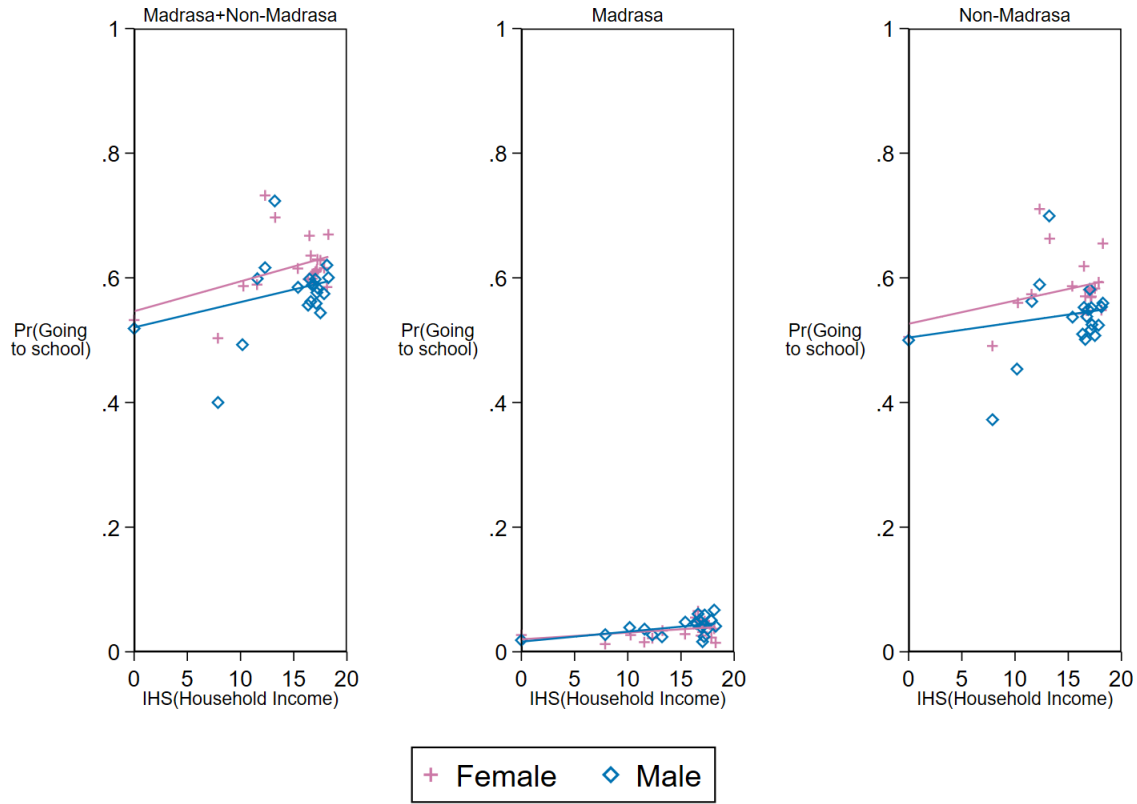 Madrasa+Non-Madrasa
1
.8
.6
.4
.2
0
Pr(Going
to school)
0 5 10 15 20
IHS(Household Income)
Madrasa
1
.8
.6
.4
.2
0
Pr(Going
to school)
0 5 10 15 20
IHS(Household Income)
Non-Madrasa
1
.8
.6
.4
.2
0
Pr(Going
to school)
0 5 10 15 20
IHS(Household Income)
Female Male